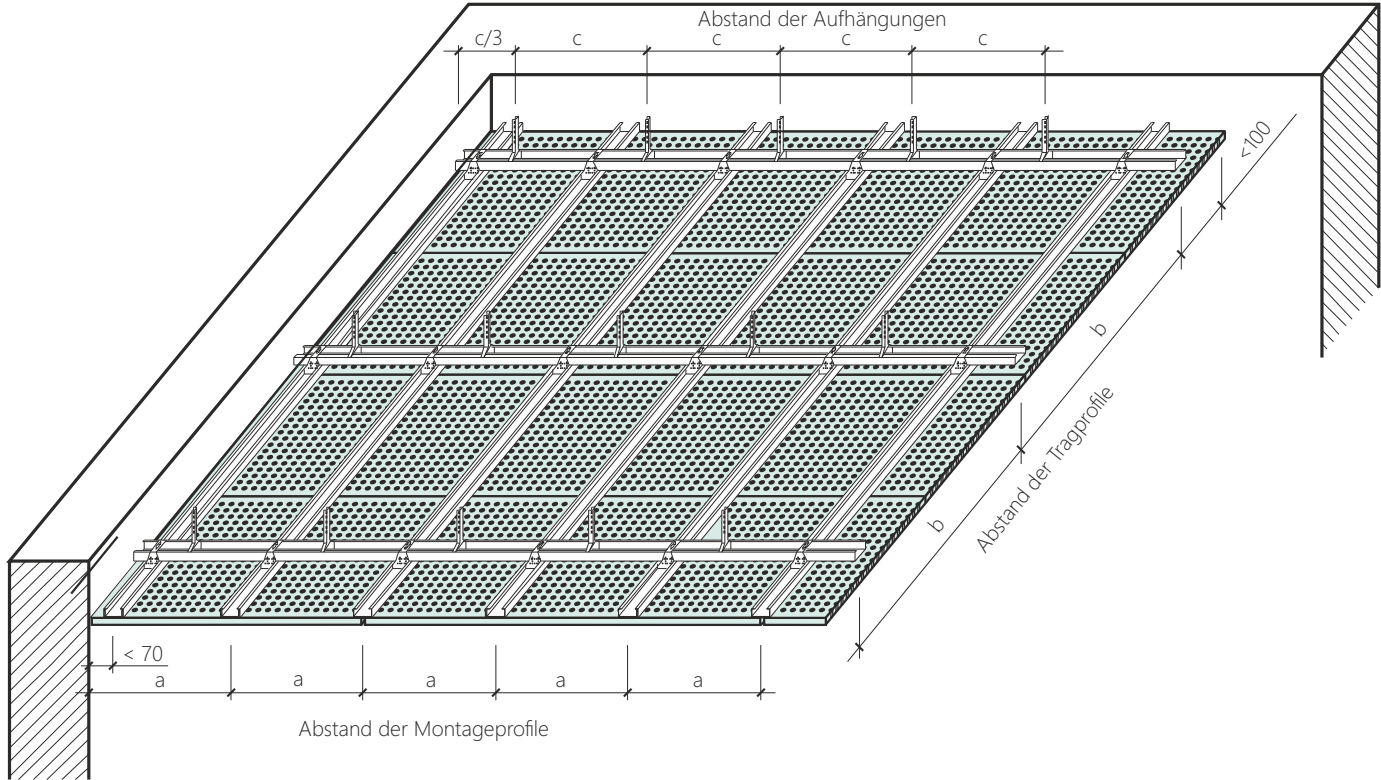 Abstand der Aufhängungen
c/3 c c c c
<100
b
Abstand der Tragprofile
b
< 70
a a a a a
Abstand der Montageprofile